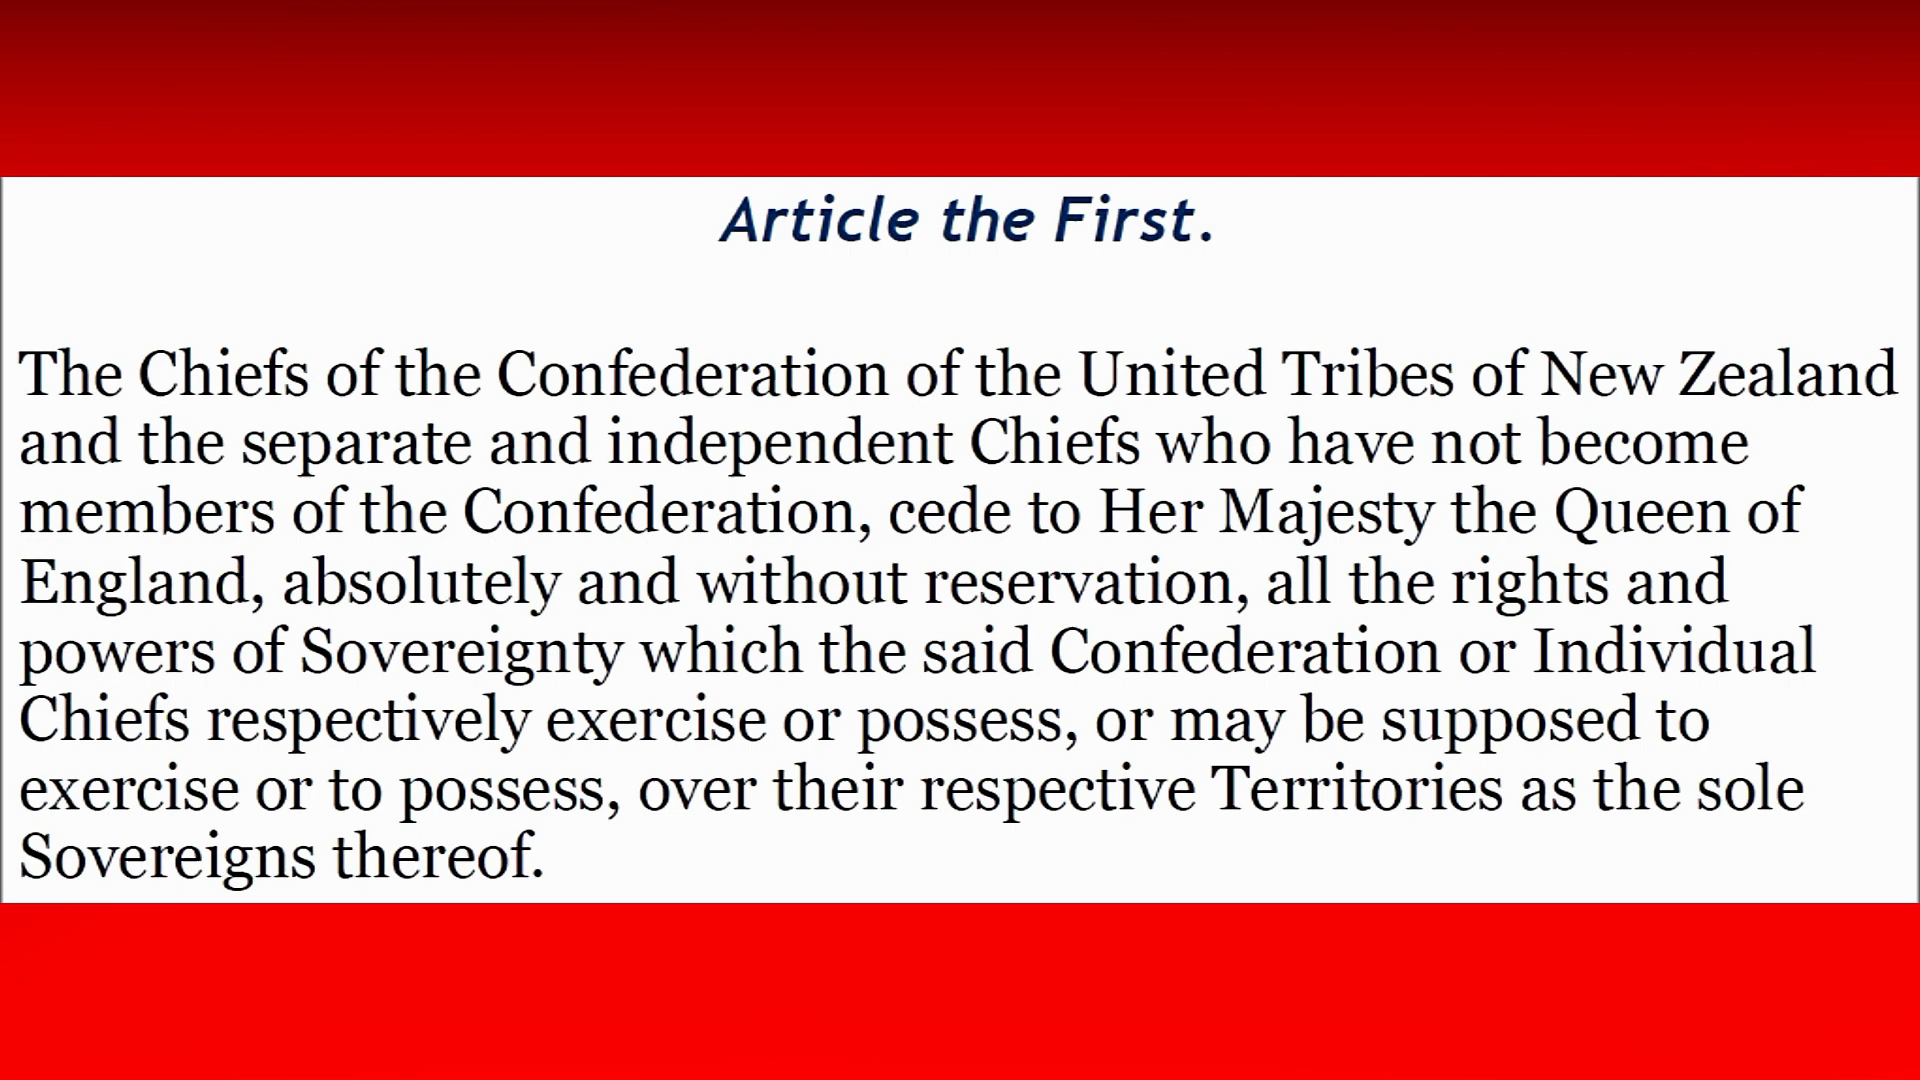 Article the First.
The Chiefs of the Confederation of the United Tribes of New Zealand
and the separate and independent Chiefs who have not become
members of the Confederation, cede to Her Majesty the Queen of
England, absolutely and without reservation, all the rights and
powers of Sovereignty which the said Confederation or Individual
Chiefs respectively exercise or possess, or may be supposed to
exercise or to possess, over their respective Territories as the sole
Sovereigns thereof.